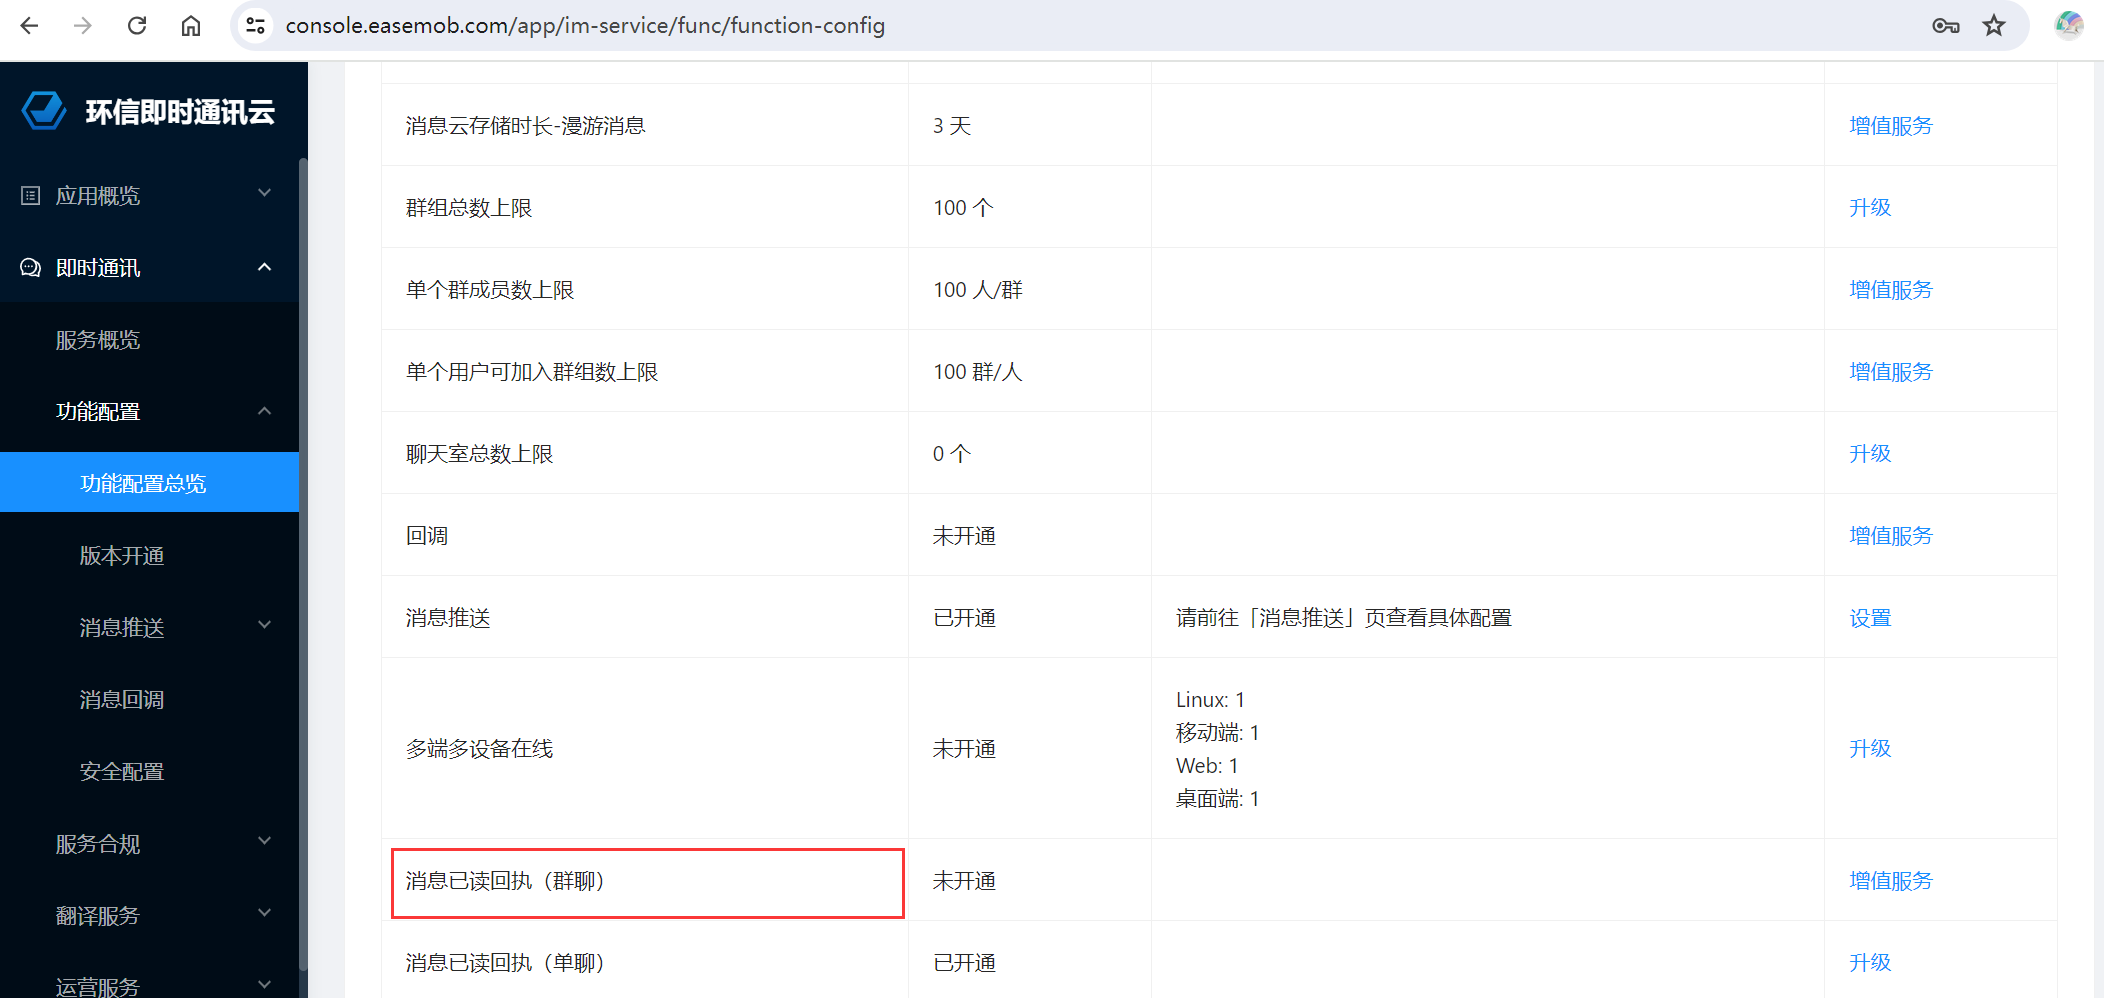 console.easemob.com/app/im-service/func/function-config
环信即时通讯云
应用概览
即时通讯
服务概览
功能配置
功能配置总览
版本开通
消息推送
消息回调
安全配置
服务合规
翻译服务
运营服务
消息云存储时长-漫游消息 3 天 增值服务
群组总数上限 100 个 升级
单个群成员数上限 100 人/群 增值服务
单个用户可加入群组数上限 100 群/人 增值服务
聊天室总数上限 0 个 升级
回调 未开通 增值服务
消息推送 已开通 请前往「消息推送」页查看具体配置 设置
多端多设备在线 未开通 Linux: 1
移动端: 1
Web: 1
桌面端: 1
升级
消息已读回执（群聊） 未开通 增值服务
消息已读回执（单聊） 已开通 升级